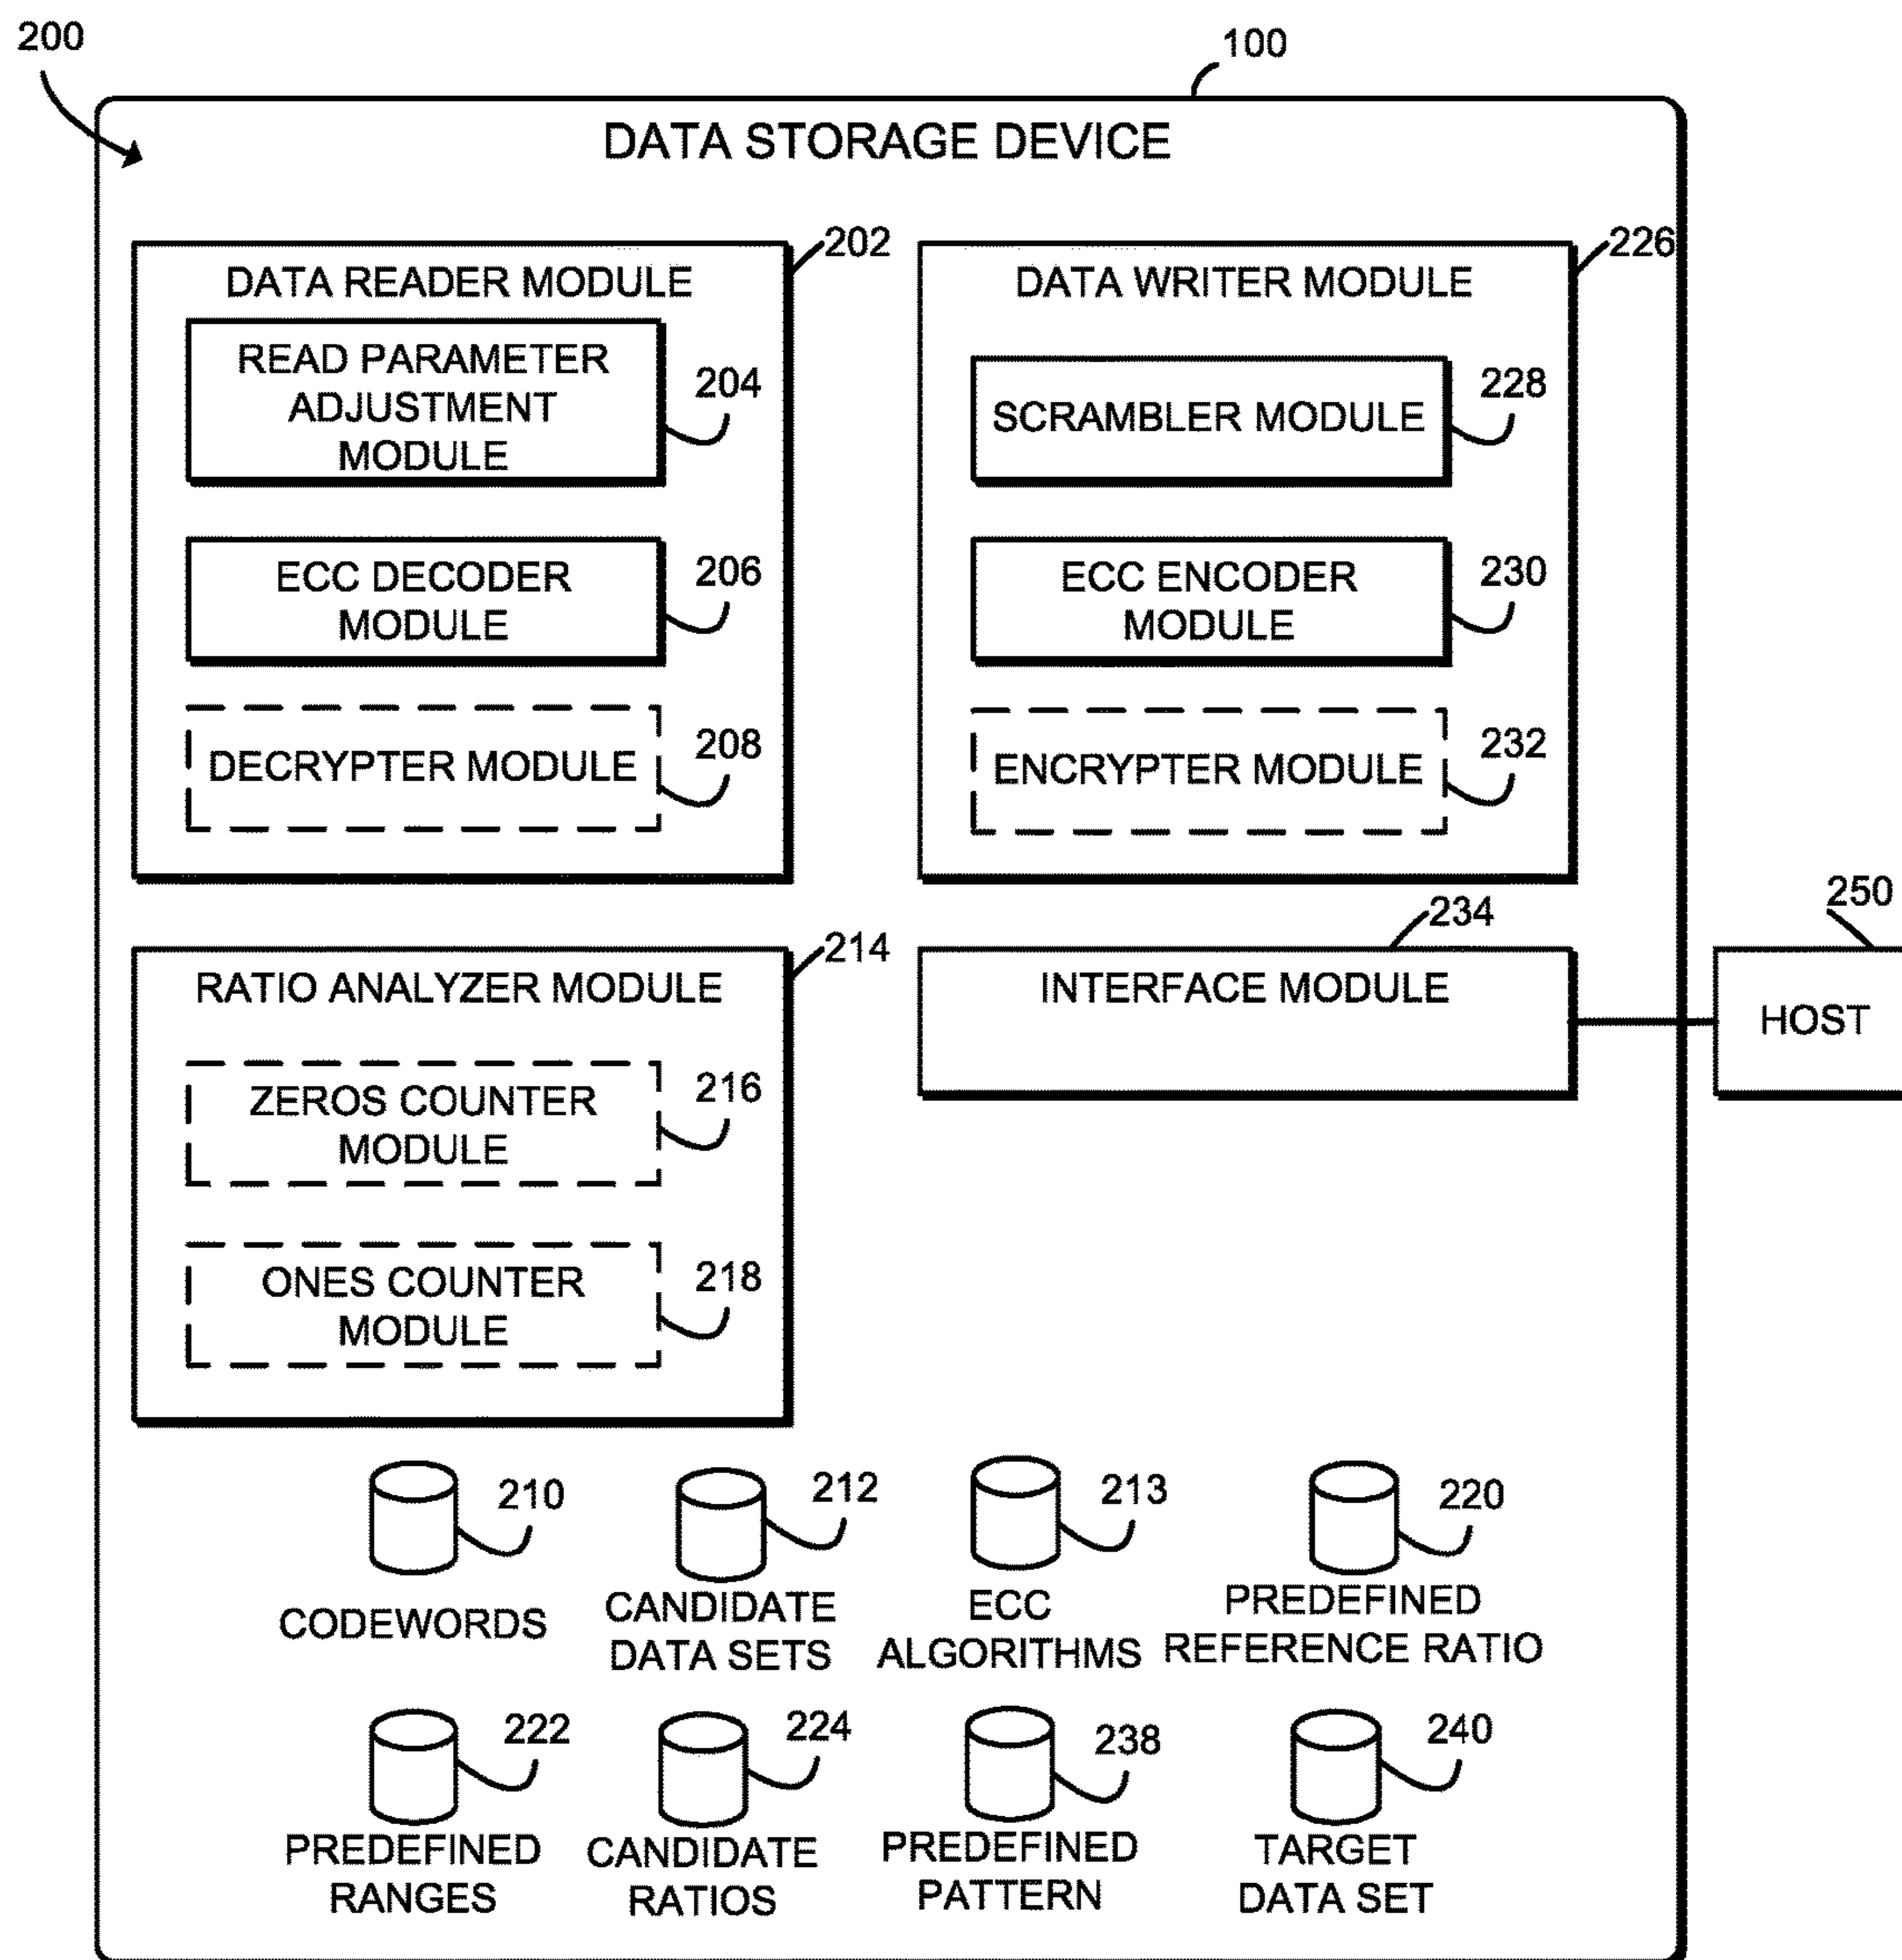 200
100
DATA STORAGE DEVICE
202
DATA READER MODULE
READ PARAMETER
ADJUSTMENT
MODULE
204
ECC DECODER
MODULE
206
DECRYPTER MODULE
208
226
DATA WRITER MODULE
SCRAMBLER MODULE
228
ECC ENCODER
MODULE
230
ENCRYPTER MODULE
232
214
RATIO ANALYZER MODULE
ZEROS COUNTER
MODULE
216
ONES COUNTER
MODULE
218
234
INTERFACE MODULE
250
HOST
210
CODEWORDS
212
CANDIDATE
DATA SETS
213
ECC
ALGORITHMS
220
PREDEFINED
REFERENCE RATIO
222
PREDEFINED
RANGES
224
CANDIDATE
RATIOS
238
PREDEFINED
PATTERN
240
TARGET
DATA SET